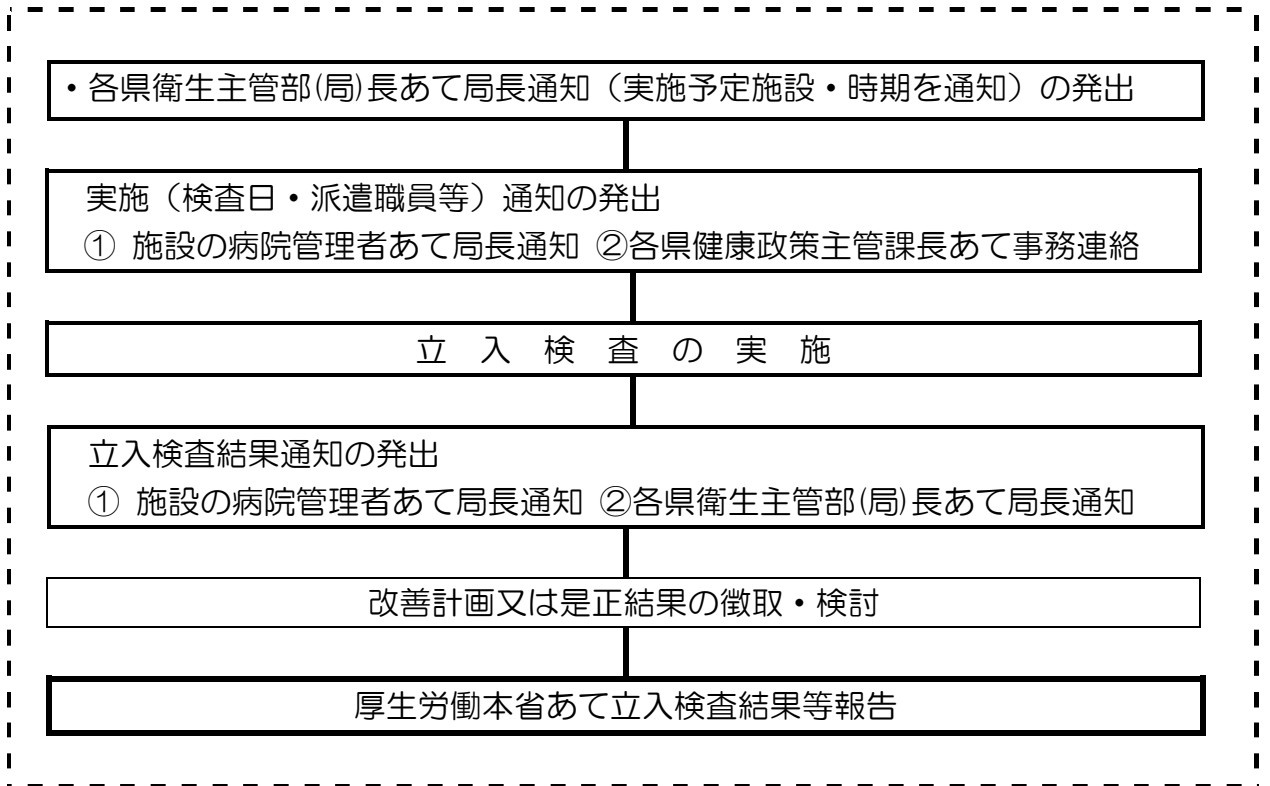 ・各県衛生主管部(局)長あて局長通知（実施予定施設・時期を通知）の発出
実施（検査日・派遣職員等）通知の発出
① 施設の病院管理者あて局長通知 ②各県健康政策主管課長あて事務連絡
立 入 検 査 の 実 施
立入検査結果通知の発出
① 施設の病院管理者あて局長通知 ②各県衛生主管部(局)長あて局長通知
改善計画又は是正結果の徴取・検討
厚生労働本省あて立入検査結果等報告